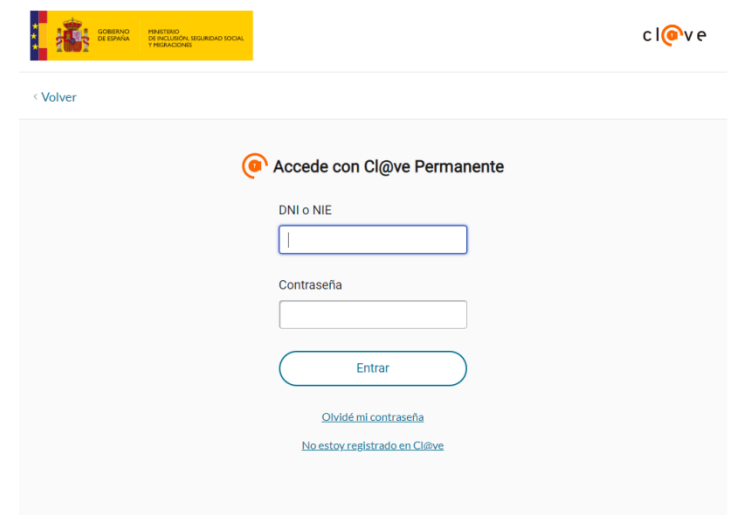 GOBIERNO
DE ESPAÑA
MINISTERIO
DE INCLUSIÓN, SEGURIDAD SOCIAL
Y MIGRACIONES
cl@ve
< Volver
Accede con Cl@ve Permanente
DNI o NIE
Contraseña
Entrar
Olvidé mi contraseña
No estoy registrado en Cl@ve